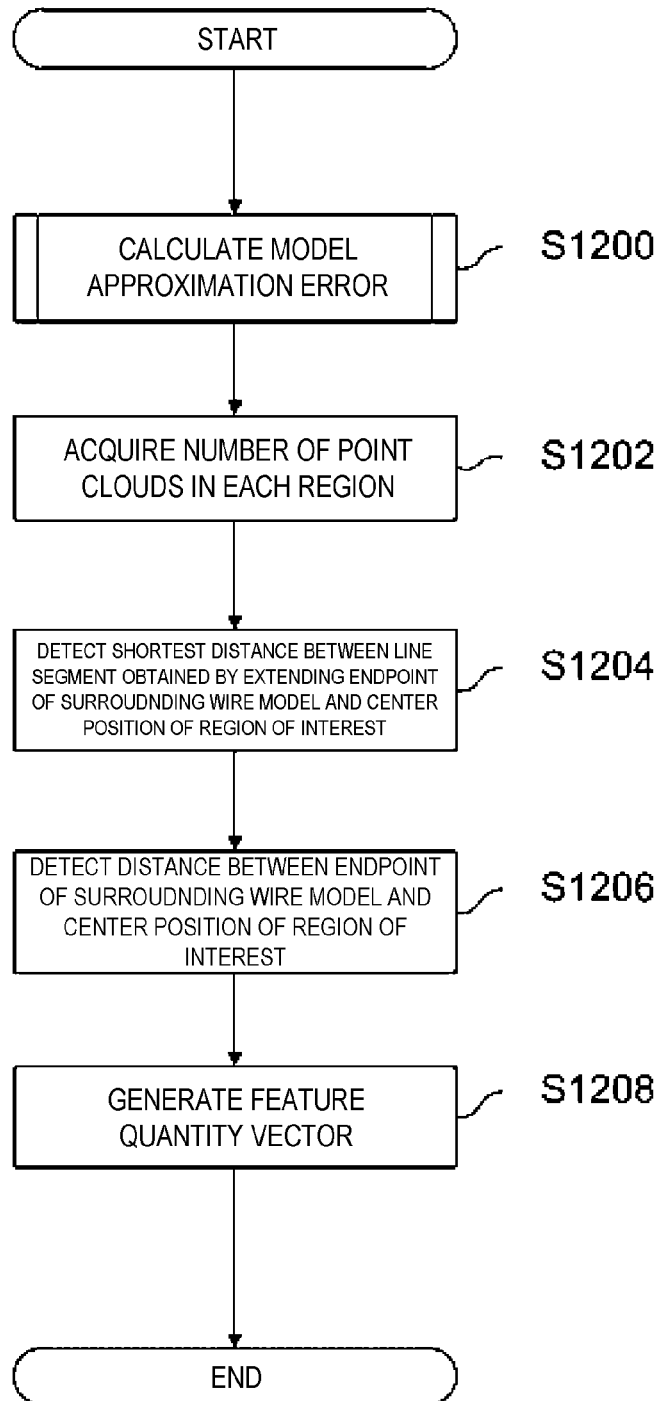 START
CALCULATE MODEL
APPROXIMATION ERROR
S1200
ACQUIRE NUMBER OF POINT
CLOUDS IN EACH REGION
S1202
DETECT SHORTEST DISTANCE BETWEEN LINE
SEGMENT OBTAINED BY EXTENDING ENDPOINT
OF SURROUDNDING WIRE MODEL AND CENTER
POSITION OF REGION OF INTEREST
S1204
DETECT DISTANCE BETWEEN ENDPOINT
OF SURROUDNDING WIRE MODEL AND
CENTER POSITION OF REGION OF
INTEREST
S1206
GENERATE FEATURE
QUANTITY VECTOR
S1208
END